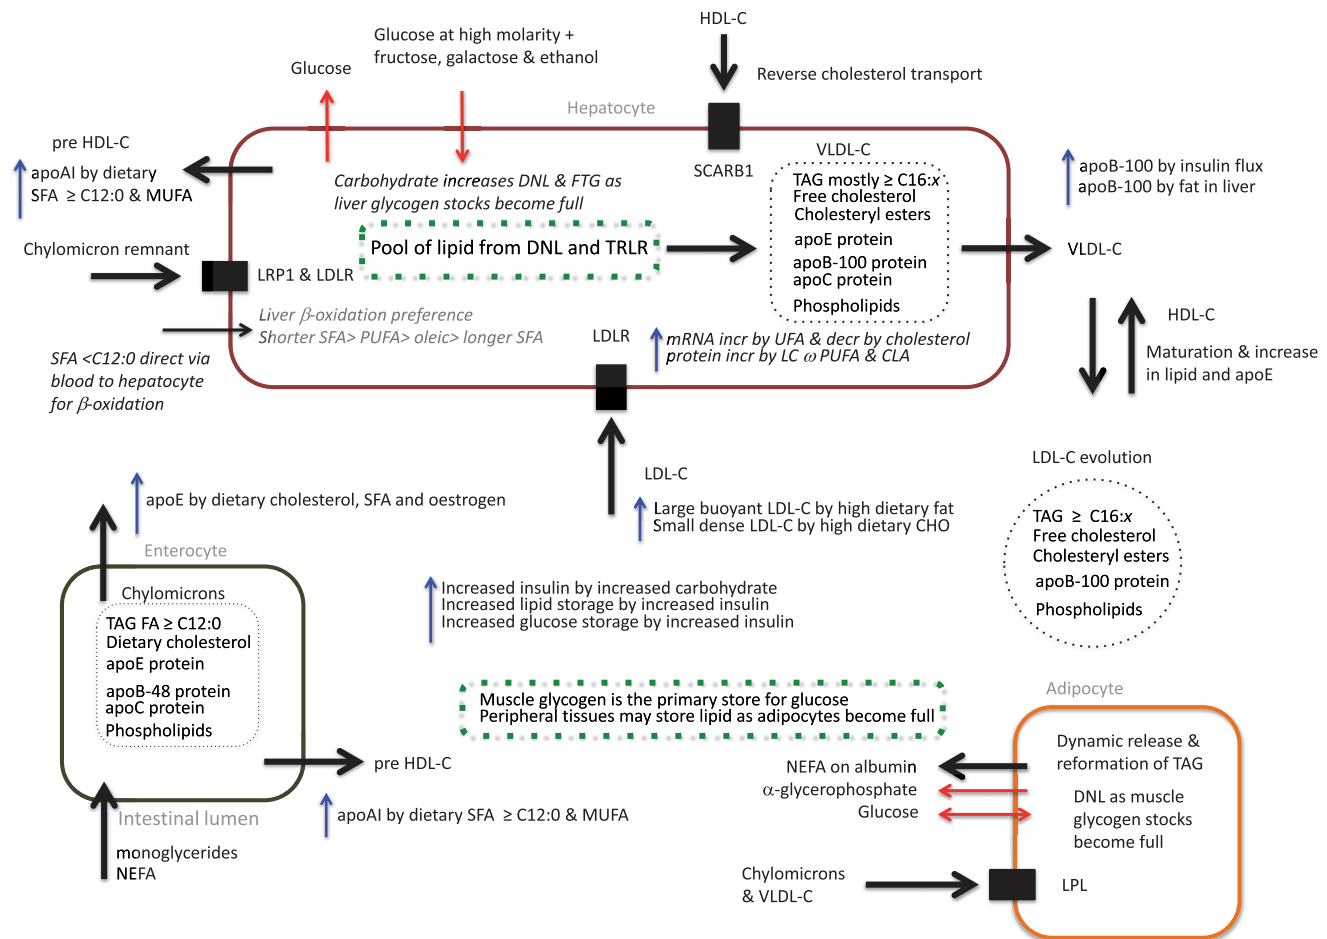 HDL-C
Glucose at high molarity +
fructose, galactose & ethanol
Glucose
Reverse cholesterol transport
Hepatocyte
pre HDL-C
apoAI by dietary
SFA ≥ C12:0 & MUFA
SCARB1
VLDL-C
TAG mostly ≥ C16:x
Free cholesterol
Cholesteryl esters
apoE protein
apoB-100 protein
apoC protein
Phospholipids
apoB-100 by insulin flux
apoB-100 by fat in liver
Carbohydrate increases DNL & FTG as
liver glycogen stocks become full
Pool of lipid from DNL and TRLR
VLDL-C
Chylomicron remnant
LRP1 & LDLR
Liver β-oxidation preference
Shorter SFA> PUFA> oleic> longer SFA
LDLR
mRNA incr by UFA & decr by cholesterol
protein incr by LC ω PUFA & CLA
HDL-C
Maturation & increase
in lipid and apoE
SFA <C12:0 direct via
blood to hepatocyte
for β-oxidation
LDL-C
Large buoyant LDL-C by high dietary fat
Small dense LDL-C by high dietary CHO
LDL-C evolution
TAG ≥ C16:x
Free cholesterol
Cholesteryl esters
apoB-100 protein
Phospholipids
apoE by dietary cholesterol, SFA and oestrogen
Enterocyte
Chylomicrons
TAG FA ≥ C12:0
Dietary cholesterol
apoE protein
apoB-48 protein
apoC protein
Phospholipids
Increased insulin by increased carbohydrate
Increased lipid storage by increased insulin
Increased glucose storage by increased insulin
Muscle glycogen is the primary store for glucose
Peripheral tissues may store lipid as adipocytes become full
pre HDL-C
apoAI by dietary SFA ≥ C12:0 & MUFA
Intestinal lumen
monoglycerides
NEFA
Adipocyte
Dynamic release &
reformation of TAG
NEFA on albumin
α-glycerophosphate
Glucose
DNL as muscle
glycogen stocks
become full
Chylomicrons
& VLDL-C
LPL